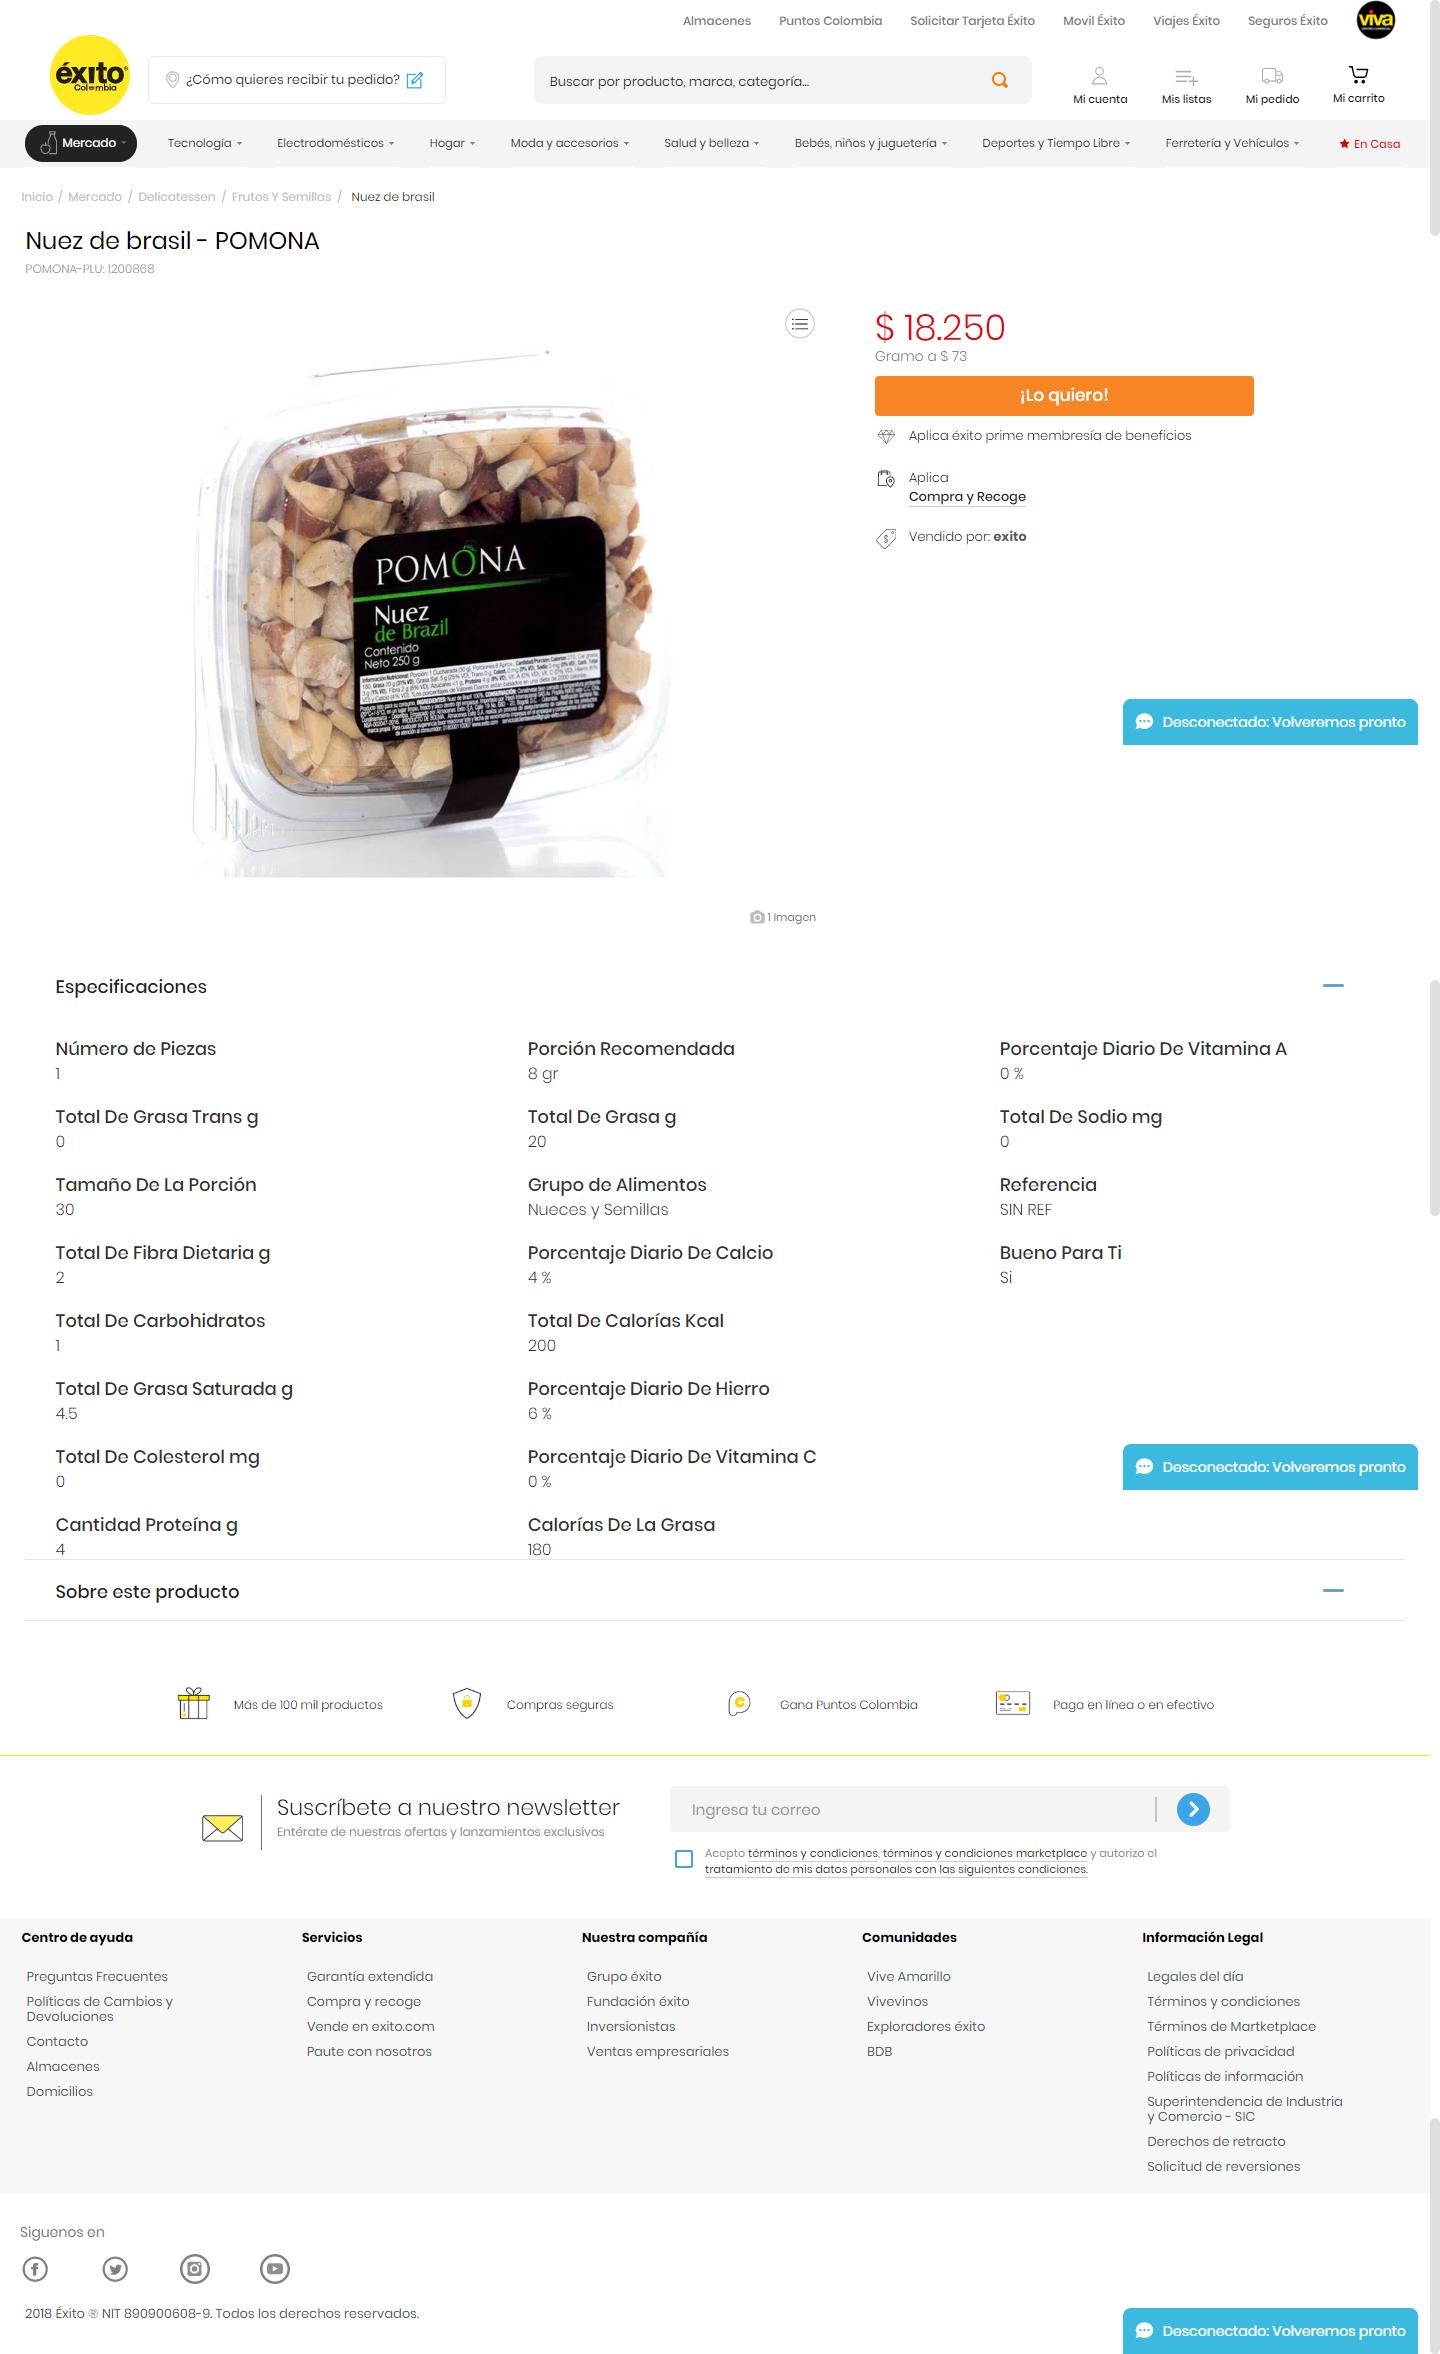 Almacenes Puntos Colombia Solicitar Tarjeta Éxito Movil Éxito Viajes Éxito Seguros Éxito viva
éxito
Colombia
¿Cómo quieres recibir tu pedido?
Buscar por producto, marca, categoría...
Mi cuenta Mis listas Mi pedido Mi carrito
Mercado Tecnología Electrodomésticos Hogar Moda y accesorios Salud y belleza Bebés, niños y juguetería Deportes y Tiempo Libre Ferretería y Vehículos En Casa
Inicio / Mercado / Delicatessen / Frutos Y Semillas / Nuez de brasil
Nuez de brasil - POMONA
POMONA-PLU: 1200868
$ 18.250
Gramo a $ 73
¡Lo quiero!
Aplica éxito prime membresía de beneficios
Aplica
Compra y Recoge
Vendido por: exito
POMONA
Nuez
de Brazil
Contenido
Neto 250 g
Desconectado: Volveremos pronto
1 Imagen
Especificaciones
Número de Piezas
1
Total De Grasa Trans g
0
Tamaño De La Porción
30
Total De Fibra Dietaria g
2
Total De Carbohidratos
1
Total De Grasa Saturada g
4.5
Total De Colesterol mg
0
Cantidad Proteína g
4
Porción Recomendada
8 gr
Total De Grasa g
20
Grupo de Alimentos
Nueces y Semillas
Porcentaje Diario De Calcio
4 %
Total De Calorías Kcal
200
Porcentaje Diario De Hierro
6 %
Porcentaje Diario De Vitamina C
0 %
Calorías De La Grasa
180
Porcentaje Diario De Vitamina A
0 %
Total De Sodio mg
0
Referencia
SIN REF
Bueno Para Ti
Si
Desconectado: Volveremos pronto
Sobre este producto
Más de 100 mil productos Compras seguras Gana Puntos Colombia Paga en línea o en efectivo
Suscríbete a nuestro newsletter
Entérate de nuestras ofertas y lanzamientos exclusivos
Ingresa tu correo
Acepto términos y condiciones, términos y condiciones marketplace y autorizo el
tratamiento de mis datos personales con las siguientes condiciones.
Centro de ayuda
Preguntas Frecuentes
Políticas de Cambios y
Devoluciones
Contacto
Almacenes
Domicilios
Servicios
Garantía extendida
Compra y recoge
Vende en exito.com
Paute con nosotros
Nuestra compañía
Grupo éxito
Fundación éxito
Inversionistas
Ventas empresariales
Comunidades
Vive Amarillo
Vivevinos
Exploradores éxito
BDB
Información Legal
Legales del día
Términos y condiciones
Términos de Martketplace
Políticas de privacidad
Políticas de información
Superintendencia de Industria
y Comercio - SIC
Derechos de retracto
Solicitud de reversiones
Siguenos en
2018 Éxito ® NIT 890900608-9. Todos los derechos reservados.
Desconectado: Volveremos pronto